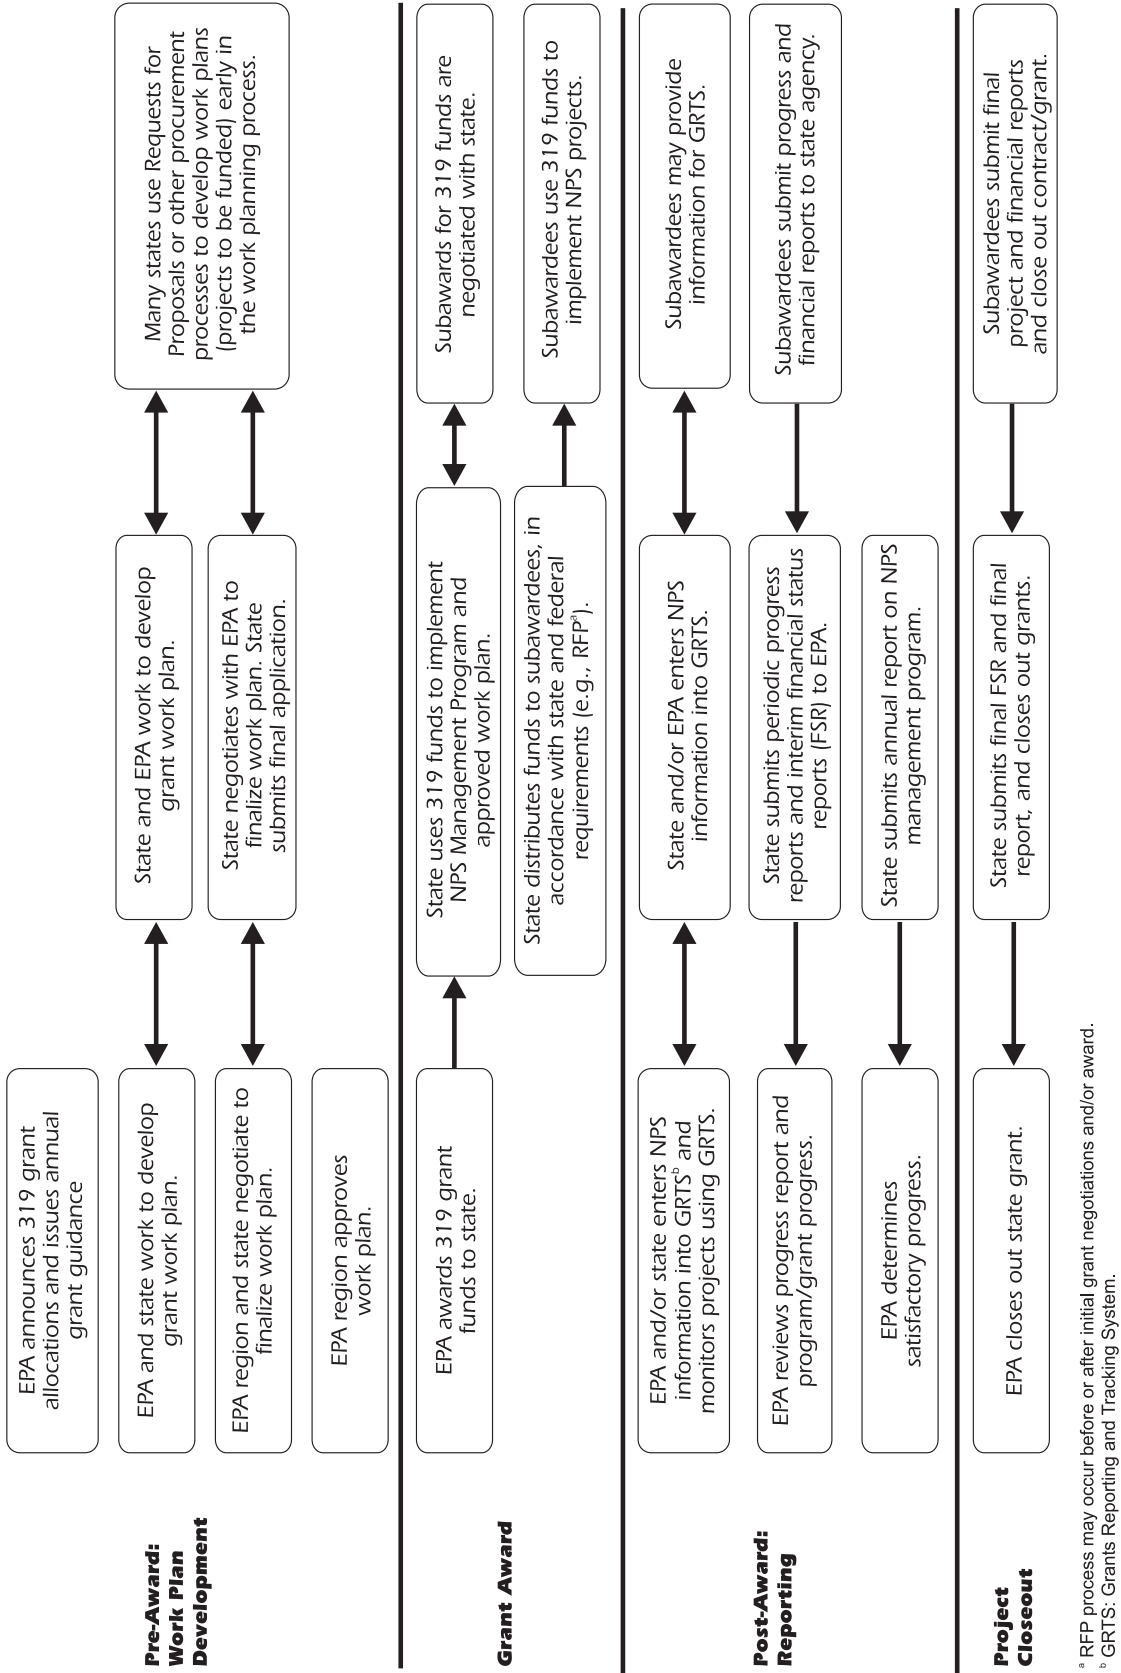 Pre-Award:
Work Plan
Development
EPA announces 319 grant
allocations and issues annual
grant guidance
EPA and state work to develop
grant work plan.
State and EPA work to develop
grant work plan.
Many states use Requests for
Proposals or other procurement
processes to develop work plans
(projects to be funded) early in
the work planning process.
EPA region and state negotiate to
finalize work plan.
State negotiates with EPA to
finalize work plan. State
submits final application.
EPA region approves
work plan.
Grant Award
EPA awards 319 grant
funds to state.
State uses 319 funds to implement
NPS Management Program and
approved work plan.
Subawards for 319 funds are
negotiated with state.
State distributes funds to subawardees, in
accordance with state and federal
requirements (e.g., RFPa).
Subawardees use 319 funds to
implement NPS projects.
Post-Award:
Reporting
EPA and/or state enters NPS
information into GRTSb and
monitors projects using GRTS.
State and/or EPA enters NPS
information into GRTS.
Subawardees may provide
information for GRTS.
EPA reviews progress report and
program/grant progress.
State submits periodic progress
reports and interim financial status
reports (FSR) to EPA.
Subawardees submit progress and
financial reports to state agency.
EPA determines
satisfactory progress.
State submits annual report on NPS
management program.
Project
Closeout
EPA closes out state grant.
State submits final FSR and final
report, and closes out grants.
Subawardees submit final
project and financial reports
and close out contract/grant.
a RFP process may occur before or after initial grant negotiations and/or award.
b GRTS: Grants Reporting and Tracking System.